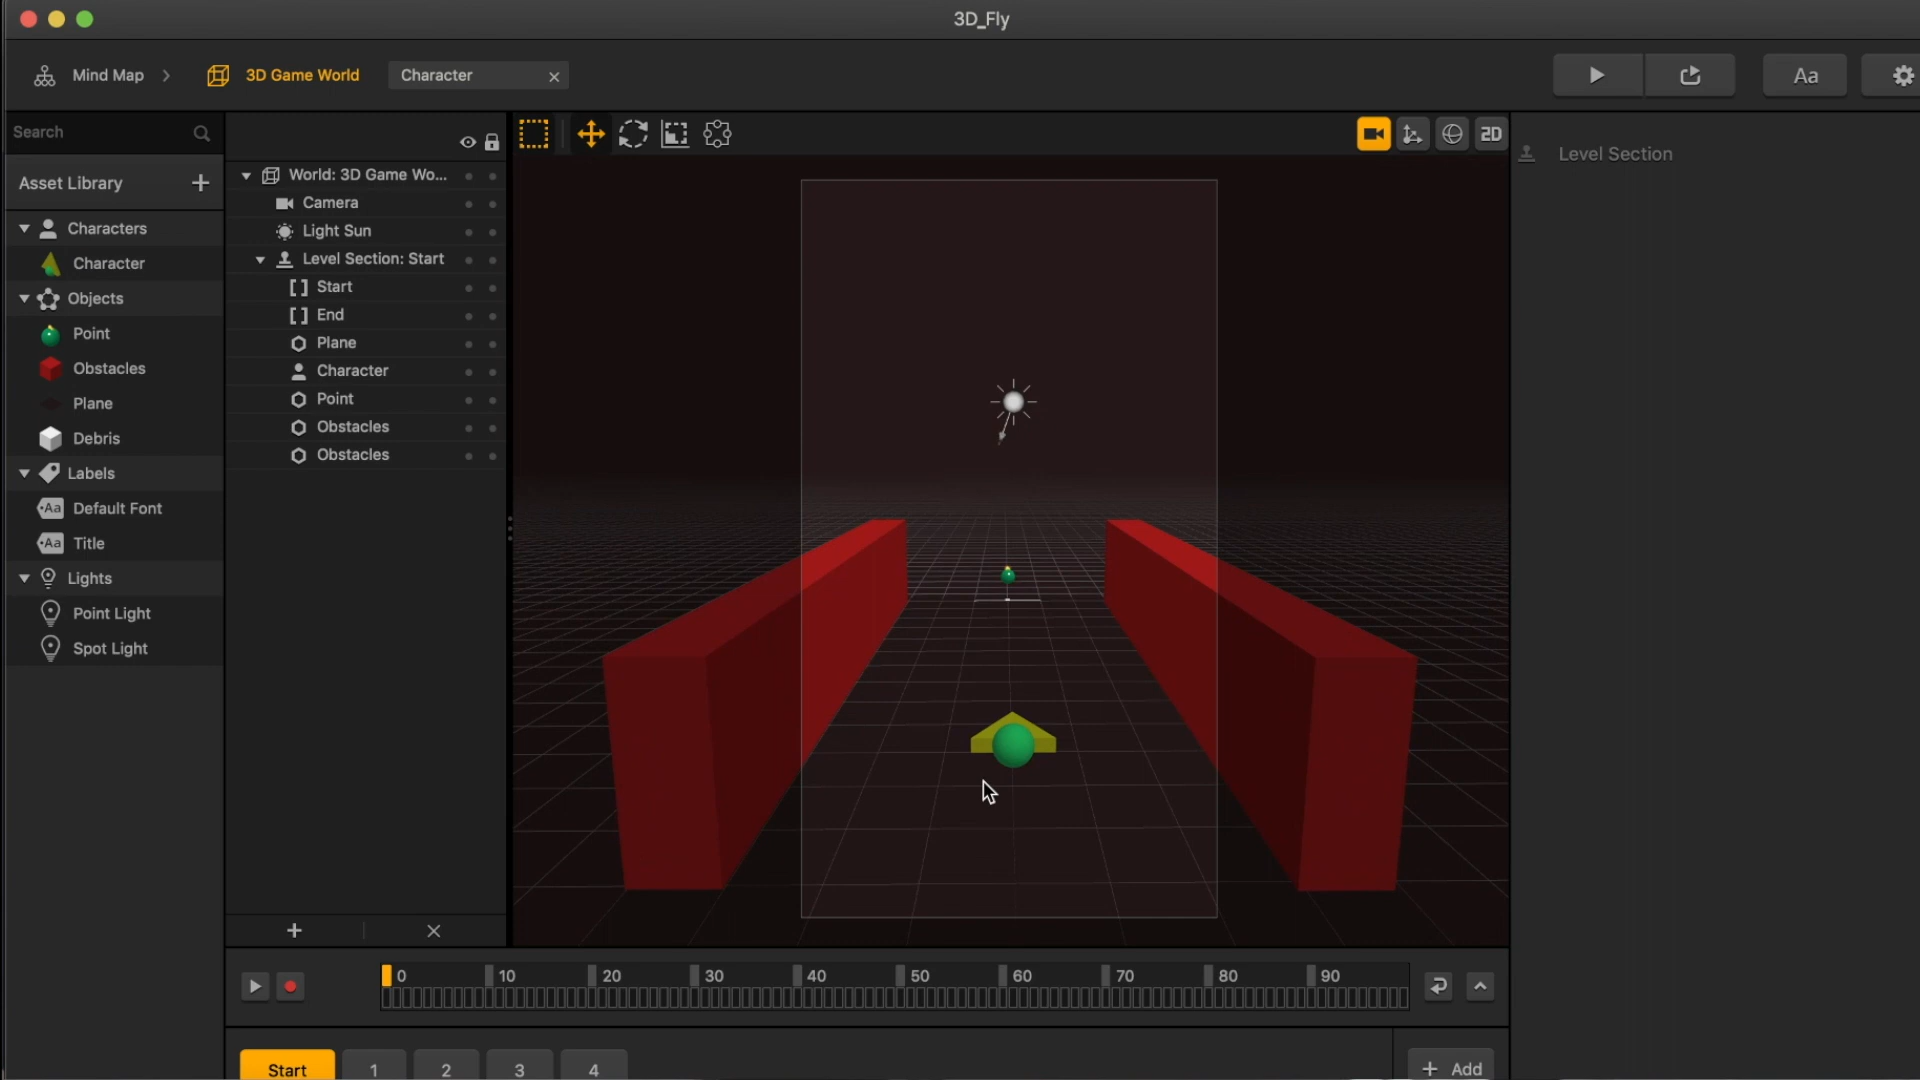 3D_Fly
Mind Map
3D Game World
Character
Aa
Search
Asset Library
Characters
Character
Objects
Point
Obstacles
Plane
Debris
Labels
Aa Default Font
Aa Title
Lights
Point Light
Spot Light
World: 3D Game Wo...
Camera
Light Sun
Level Section: Start
Start
End
Plane
Character
Point
Obstacles
Obstacles
2D
Level Section
0 10 20 30 40 50 60 70 80 90
Start 1 2 3 4
+ Add